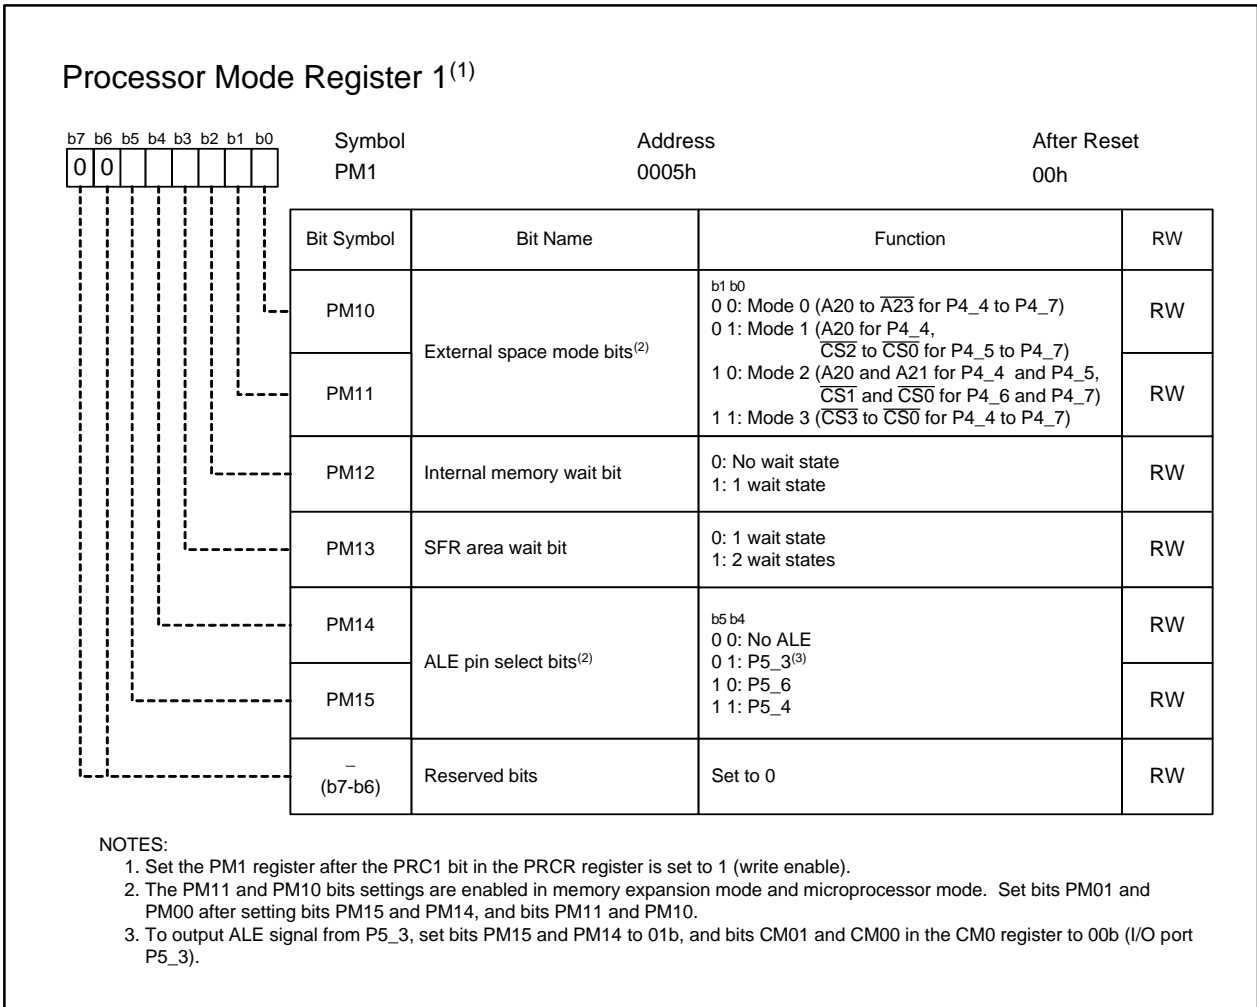 Processor Mode Register 1(1)
b7 b6 b5 b4 b3 b2 b1 b0
Symbol Address After Reset
0 0
PM1 0005h 00h
Bit Symbol Bit Name Function RW
PM10
External space mode bits(2)
b1 b0
0 0: Mode 0 (A20 to A̅2̅3̅ for P4_4 to P4_7)
0 1: Mode 1 (A20 for P4_4,
C̅S̅2̅ to C̅S̅0̅ for P4_5 to P4_7)
RW
PM11
1 0: Mode 2 (A20 and A21 for P4_4 and P4_5,
C̅S̅1̅ and C̅S̅0̅ for P4_6 and P4_7)
1 1: Mode 3 (C̅S̅3̅ to C̅S̅0̅ for P4_4 to P4_7)
RW
PM12
Internal memory wait bit
0: No wait state
1: 1 wait state
RW
PM13
SFR area wait bit
0: 1 wait state
1: 2 wait states
RW
PM14
ALE pin select bits(2)
b5 b4
0 0: No ALE
0 1: P5_3(3)
RW
PM15
1 0: P5_6
1 1: P5_4
RW
–
(b7-b6)
Reserved bits
Set to 0
RW
NOTES:
1. Set the PM1 register after the PRC1 bit in the PRCR register is set to 1 (write enable).
2. The PM11 and PM10 bits settings are enabled in memory expansion mode and microprocessor mode. Set bits PM01 and
PM00 after setting bits PM15 and PM14, and bits PM11 and PM10.
3. To output ALE signal from P5_3, set bits PM15 and PM14 to 01b, and bits CM01 and CM00 in the CM0 register to 00b (I/O port
P5_3).